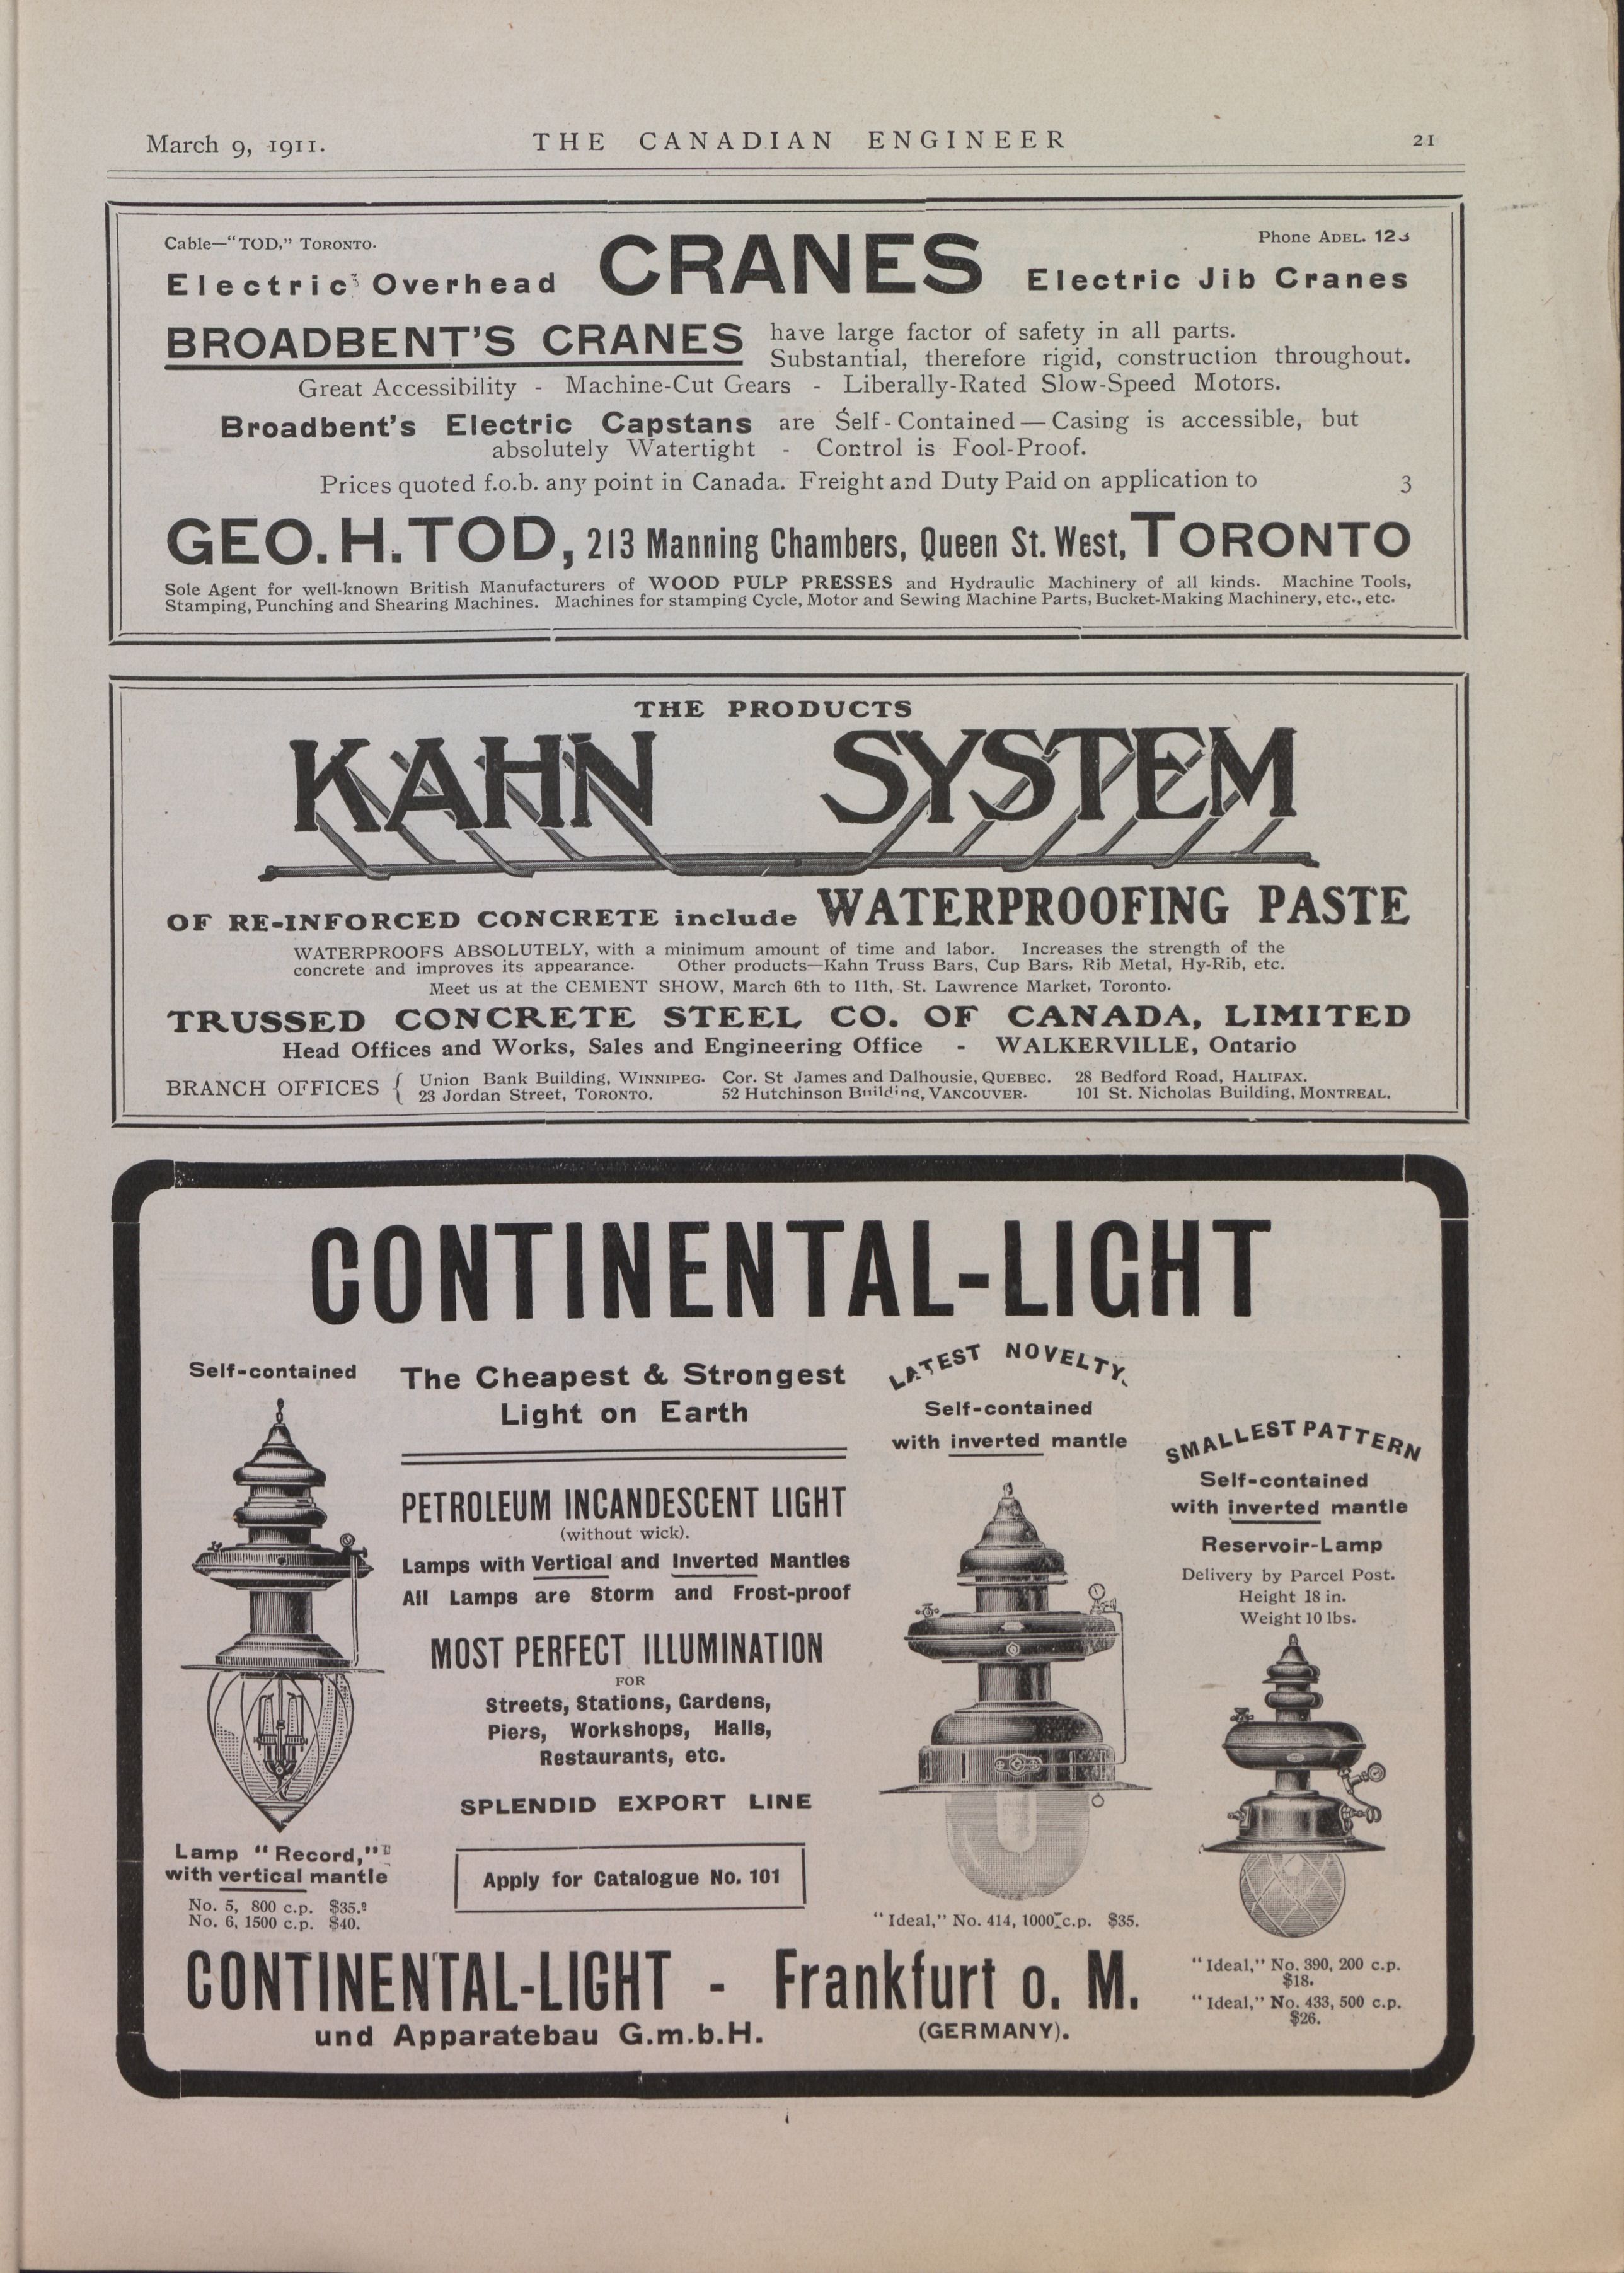 March 9, 1911.
THE CANADIAN ENGINEER
21
Cable—"TOD," TORONTO.
Phone ADEL.
Electric Overhead CRANES Electric Jib Cranes
BROADBENT'S CRANES have large factor of safety in all parts.
Substantial, therefore rigid, construction throughout.
Great Accessibility - Machine-Cut Gears - Liberally-Rated Slow-Speed Motors.
Broadbent's Electric Capstans are Self-Contained—Casing is accessible, but
absolutely Watertight - Control is Fool-Proof.
Prices quoted f.o.b. any point in Canada. Freight and Duty Paid on application to 3
GEO. H. TOD, 213 Manning Chambers, Queen St. West, TORONTO
Sole Agent for well-known British Manufacturers of WOOD PULP PRESSES and Hydraulic Machinery of all kinds. Machine Tools,
Stamping, Punching and Shearing Machines. Machines for stamping Cycle, Motor and Sewing Machine Parts, Bucket-Making Machinery, etc., etc.
THE PRODUCTS
KAHN SYSTEM
OF RE-INFORCED CONCRETE include WATERPROOFING PASTE
WATERPROOFS ABSOLUTELY, with a minimum amount of time and labor. Increases the strength of the
concrete and improves its appearance. Other products—Kahn Truss Bars, Cup Bars, Rib Metal, Hy-Rib, etc.
Meet us at the CEMENT SHOW, March 6th to 11th, St. Lawrence Market, Toronto.
TRUSSED CONCRETE STEEL CO. OF CANADA, LIMITED
Head Offices and Works, Sales and Engineering Office - WALKERVILLE, Ontario
BRANCH OFFICES { Union Bank Building, WINNIPEG. Cor. St James and Dalhousie, QUEBEC. 28 Bedford Road, HALIFAX.
23 Jordan Street, TORONTO. 52 Hutchinson Building, VANCOUVER. 101 St. Nicholas Building, MONTREAL.
CONTINENTAL-LIGHT
Self-contained
Lamp "Record,"
with vertical mantle
No. 5, 800 c.p. $35.
No. 6, 1500 c.p. $40.
The Cheapest & Strongest
Light on Earth
PETROLEUM INCANDESCENT LIGHT
(without wick).
Lamps with Vertical and Inverted Mantles
All Lamps are Storm and Frost-proof
MOST PERFECT ILLUMINATION
FOR
Streets, Stations, Gardens,
Piers, Workshops, Halls,
Restaurants, etc.
SPLENDID EXPORT LINE
Apply for Catalogue No. 101
LATEST NOVELTY.
Self-contained
with inverted mantle
"Ideal," No. 414, 1000 c.p. $35.
SMALLEST PATTERN
Self-contained
with inverted mantle
Reservoir-Lamp
Delivery by Parcel Post.
Height 18 in.
Weight 10 lbs.
"Ideal," No. 390, 200 c.p.
$18.
"Ideal," No. 433, 500 c.p.
$26.
CONTINENTAL-LIGHT - Frankfurt o. M.
und Apparatebau G.m.b.H. (GERMANY).